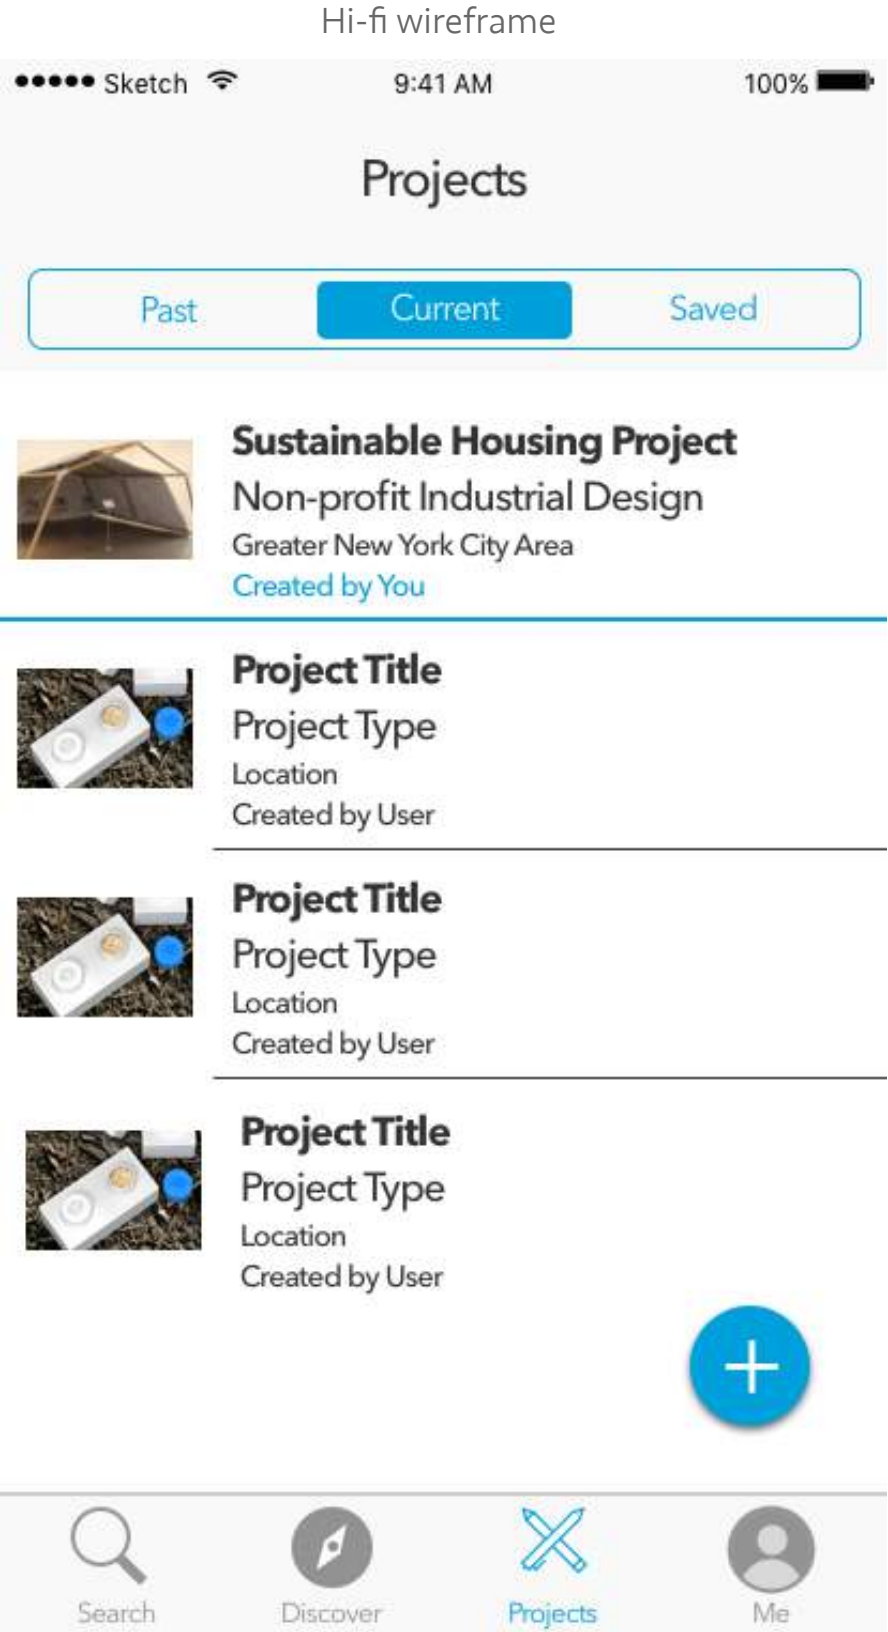 Hi-fi wireframe
Sketch 9:41 AM 100%
Projects
Past Current Saved
Sustainable Housing Project
Non-profit Industrial Design
Greater New York City Area
Created by You
Project Title
Project Type
Location
Created by User
Project Title
Project Type
Location
Created by User
Project Title
Project Type
Location
Created by User
Search Discover Projects Me